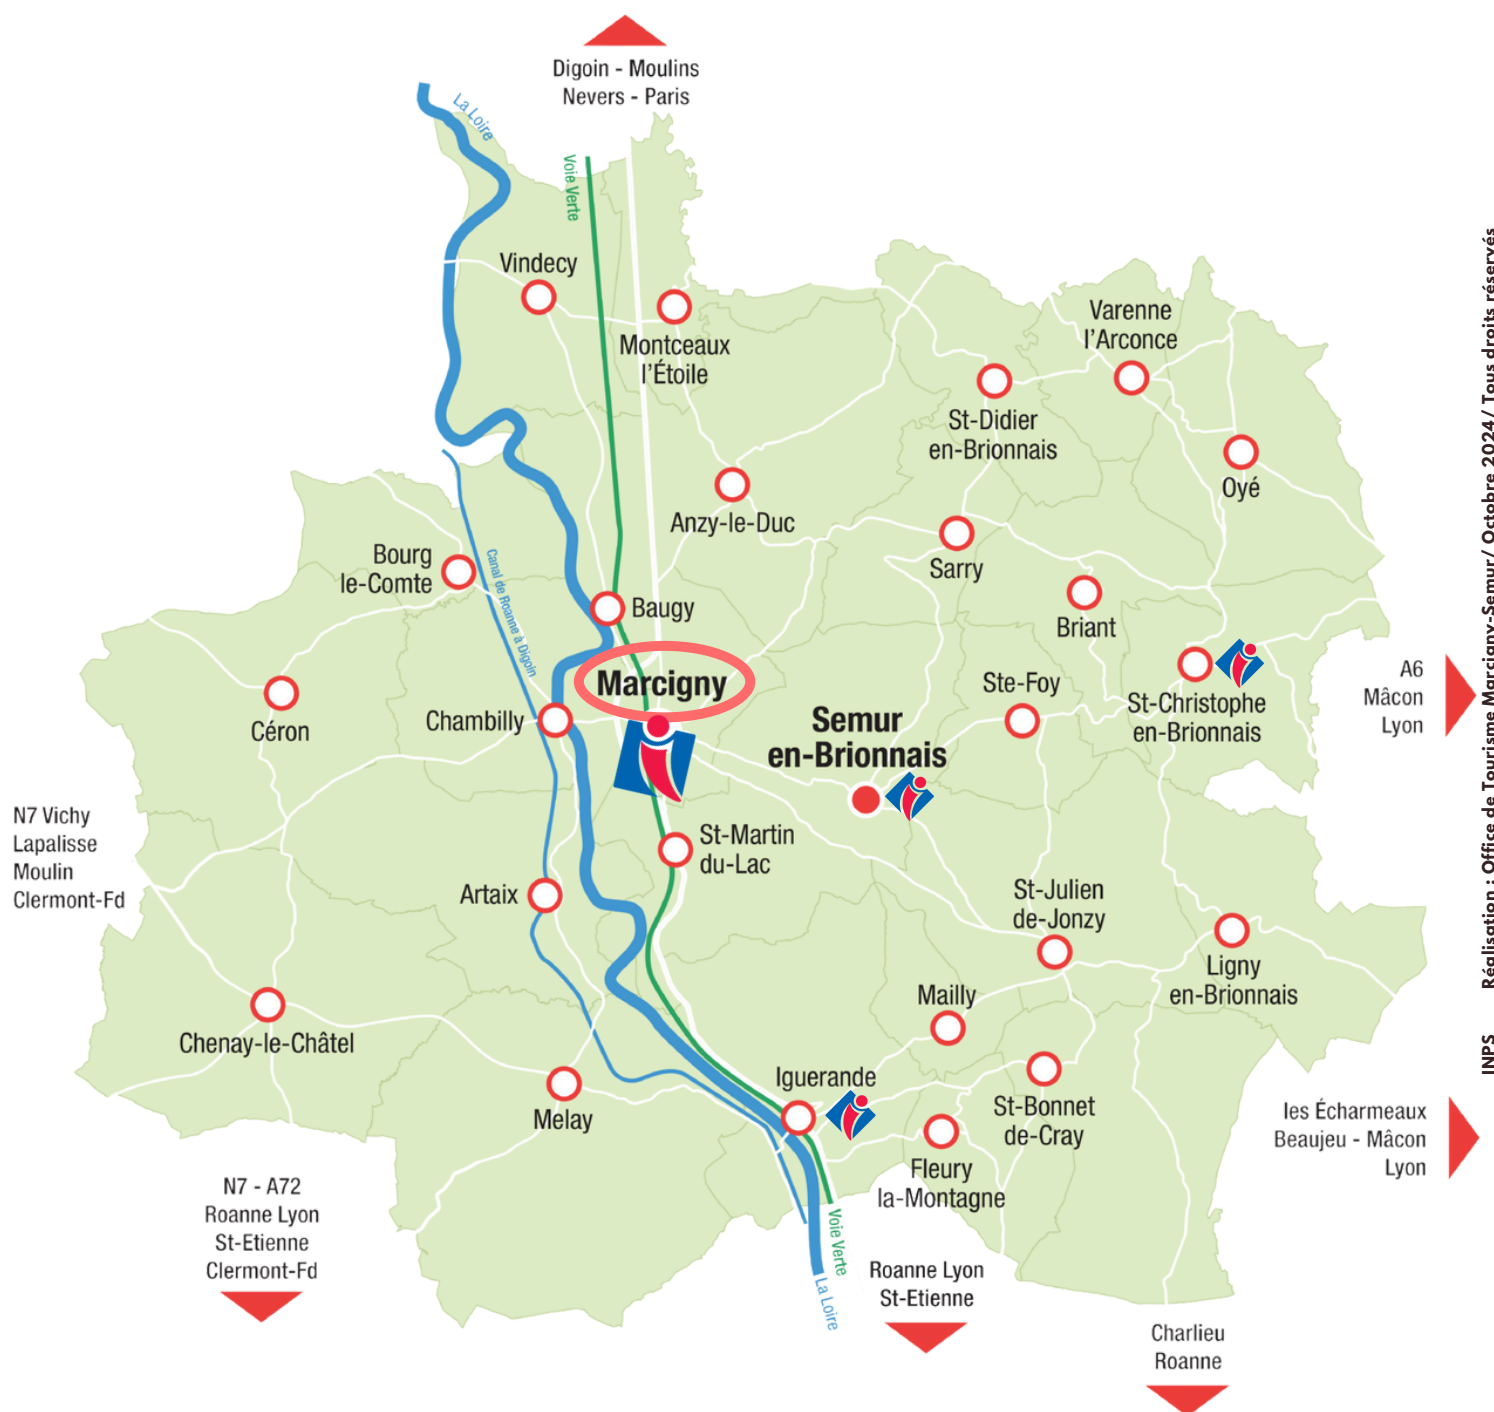 Digoin - Moulins
Nevers - Paris
La Loire
Voie Verte
Vindecy
Montceaux
l'Étoile
Varenne
l'Arconce
St-Didier
en-Brionnais
Oyé
Anzy-le-Duc
Sarry
Bourg
le-Comte
Canal de Roanne à Digoin
Baugy
Briant
Marcigny
Ste-Foy
St-Christophe
en-Brionnais
A6
Mâcon
Lyon
Céron
Chambilly
Semur
en-Brionnais
N7 Vichy
Lapalisse
Moulin
Clermont-Fd
St-Martin
du-Lac
Artaix
St-Julien
de-Jonzy
Ligny
en-Brionnais
Mailly
Chenay-le-Châtel
Iguerande
Melay
St-Bonnet
de-Cray
Fleury
la-Montagne
les Écharmeaux
Beaujeu - Mâcon
Lyon
N7 - A72
Roanne Lyon
St-Etienne
Clermont-Fd
Voie Verte
La Loire
Roanne Lyon
St-Etienne
Charlieu
Roanne
INPS Réalisation : Office de Tourisme Marcigny-Semur / Octobre 2024 / Tous droits réservés